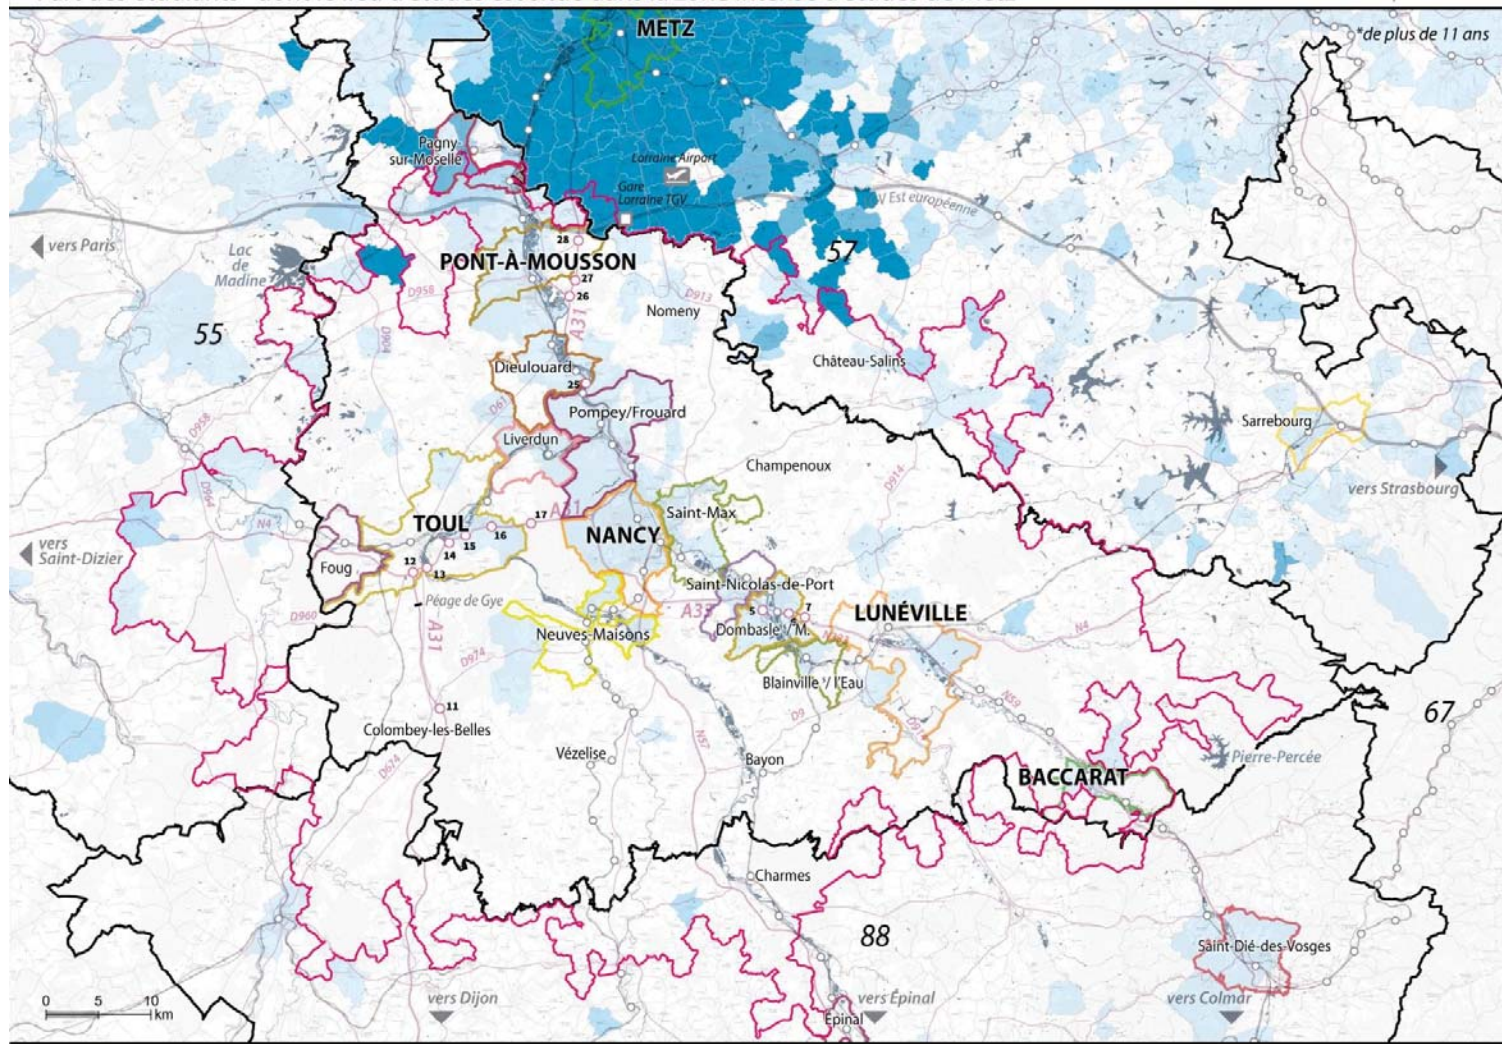 METZ
*de plus de 11 ans
Pagny
sur-Moselle
Lorraine Airport
Gare
Lorraine TGV
Est européenne
vers Paris
Lac
de
Madine
57
28
PONT-À-MOUSSON
27
26
D958
A31
Nomeny
D913
55
D904
Dieulouard
Château-Salins
25
D61
Pompey/Frouard
D958
Liverdun
Sarrebourg
Champenoux
D914
vers Strasbourg
D964
N4
TOUL
17
A31
16
15
14
NANCY
Saint-Max
vers
Saint-Dizier
Foug
12
13
Saint-Nicolas-de-Port
Péage de Gye
D960
A31
A33
5
7
LUNÉVILLE
Neuves-Maisons
Dombasle / M.
N4
D974
Blainville / l'Eau
N59
11
Colombey-les-Belles
D9
D914
67
N57
Vézelise
Bayon
Pierre-Percée
D674
BACCARAT
Charmes
88
Saint-Dié-des-Vosges
0 5 10
km
vers Dijon
vers Épinal
vers Colmar
Épinal